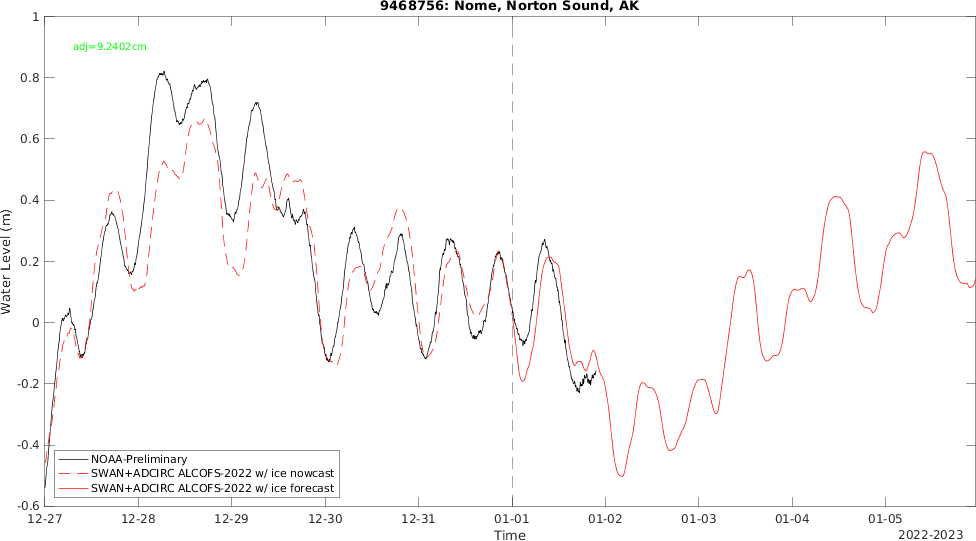 9468756: Nome, Norton Sound, AK
adj=9.2402cm
Water Level (m)
1
0.8
0.6
0.4
0.2
0
-0.2
-0.4
-0.6
NOAA-Preliminary
SWAN+ADCIRC ALCOFS-2022 w/ ice nowcast
SWAN+ADCIRC ALCOFS-2022 w/ ice forecast
12-27 12-28 12-29 12-30 12-31 01-01 01-02 01-03 01-04 01-05
Time
2022-2023